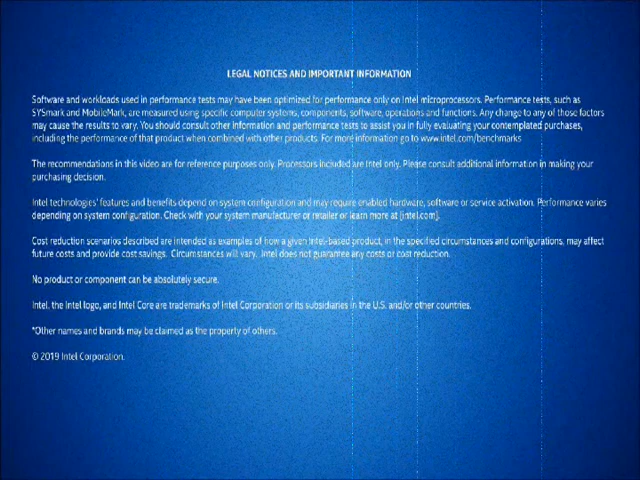 LEGAL NOTICES AND IMPORTANT INFORMATION
Software and workloads used in performance tests may have been optimized for performance only on Intel microprocessors. Performance tests, such as
SYSmark and MobileMark, are measured using specific computer systems, components, software, operations and functions. Any change to any of those factors
may cause the results to vary. You should consult other information and performance tests to assist you in fully evaluating your contemplated purchases,
including the performance of that product when combined with other products. For more information go to www.intel.com/benchmarks
The recommendations in this video are for reference purposes only. Processors included are Intel only. Please consult additional information in making your
purchasing decision.
Intel technologies' features and benefits depend on system configuration and may require enabled hardware, software or service activation. Performance varies
depending on system configuration. Check with your system manufacturer or retailer or learn more at [intel.com].
Cost reduction scenarios described are intended as examples of how a given Intel-based product, in the specified circumstances and configurations, may affect
future costs and provide cost savings. Circumstances will vary. Intel does not guarantee any costs or cost reduction.
No product or component can be absolutely secure.
Intel, the Intel logo, and Intel Core are trademarks of Intel Corporation or its subsidiaries in the U.S. and/or other countries.
*Other names and brands may be claimed as the property of others.
© 2019 Intel Corporation.